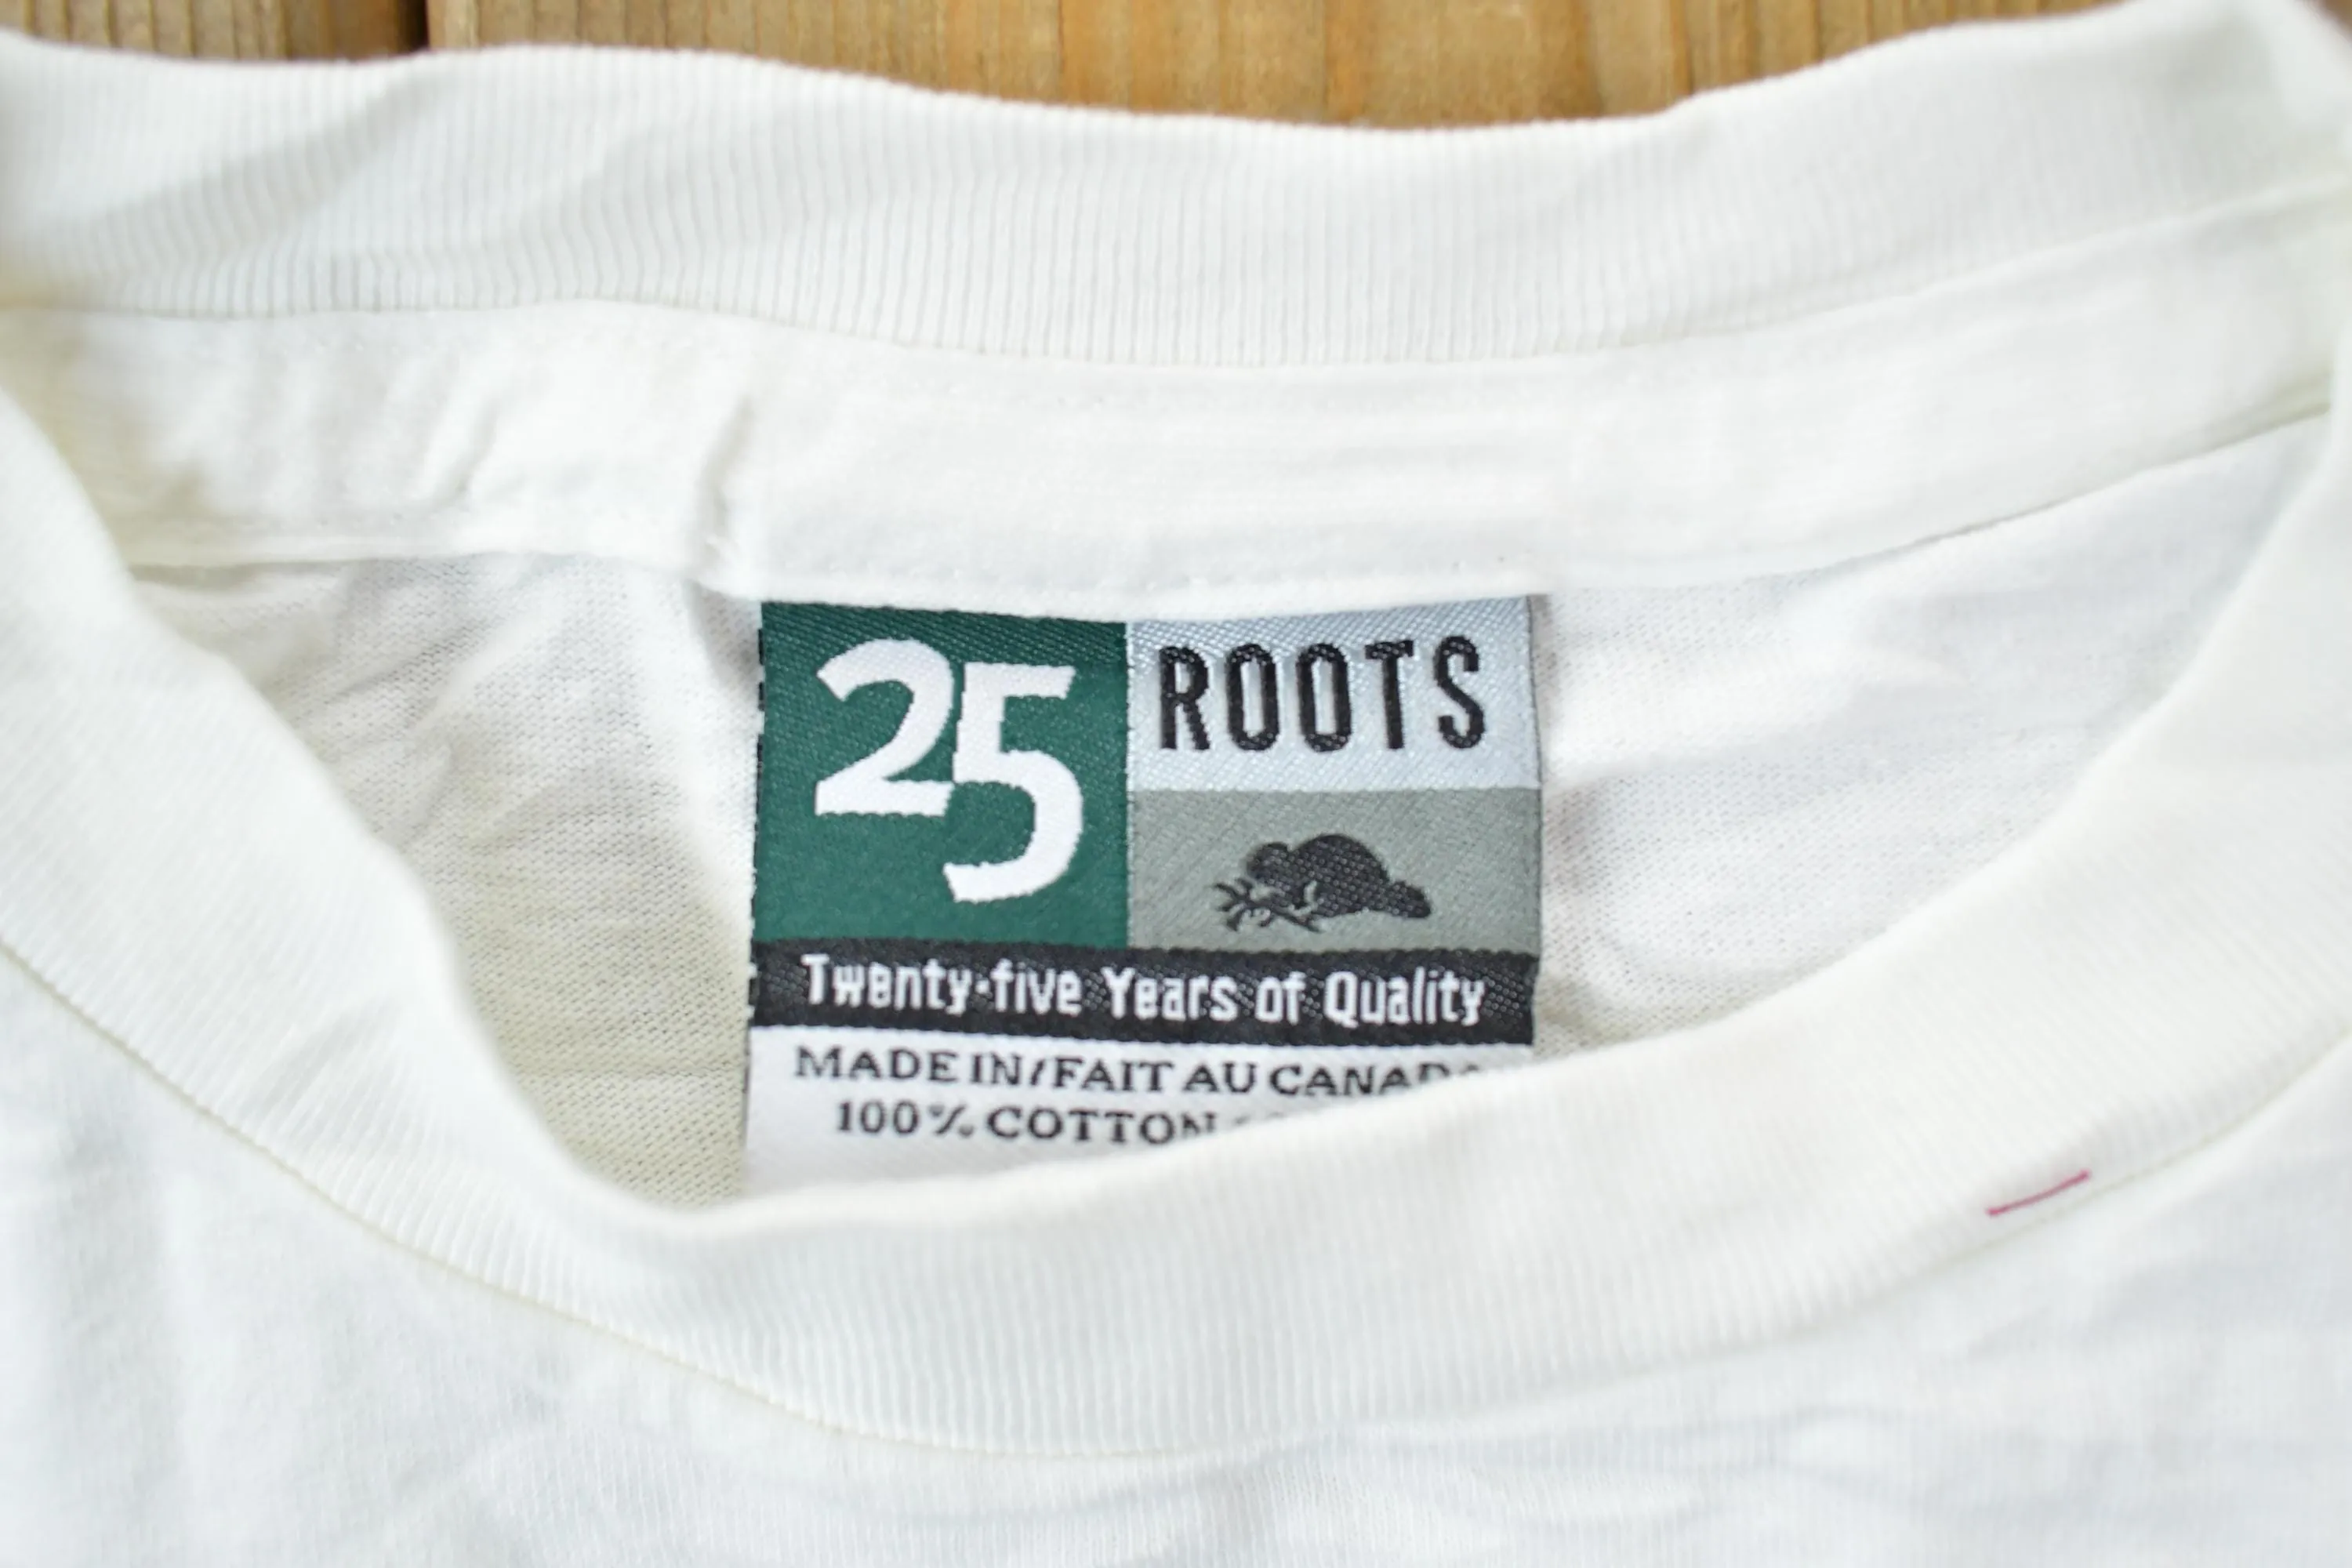 25
ROOTS
Twenty-five Years of Quality
MADE IN/FAIT AU CANADA
100% COTTON